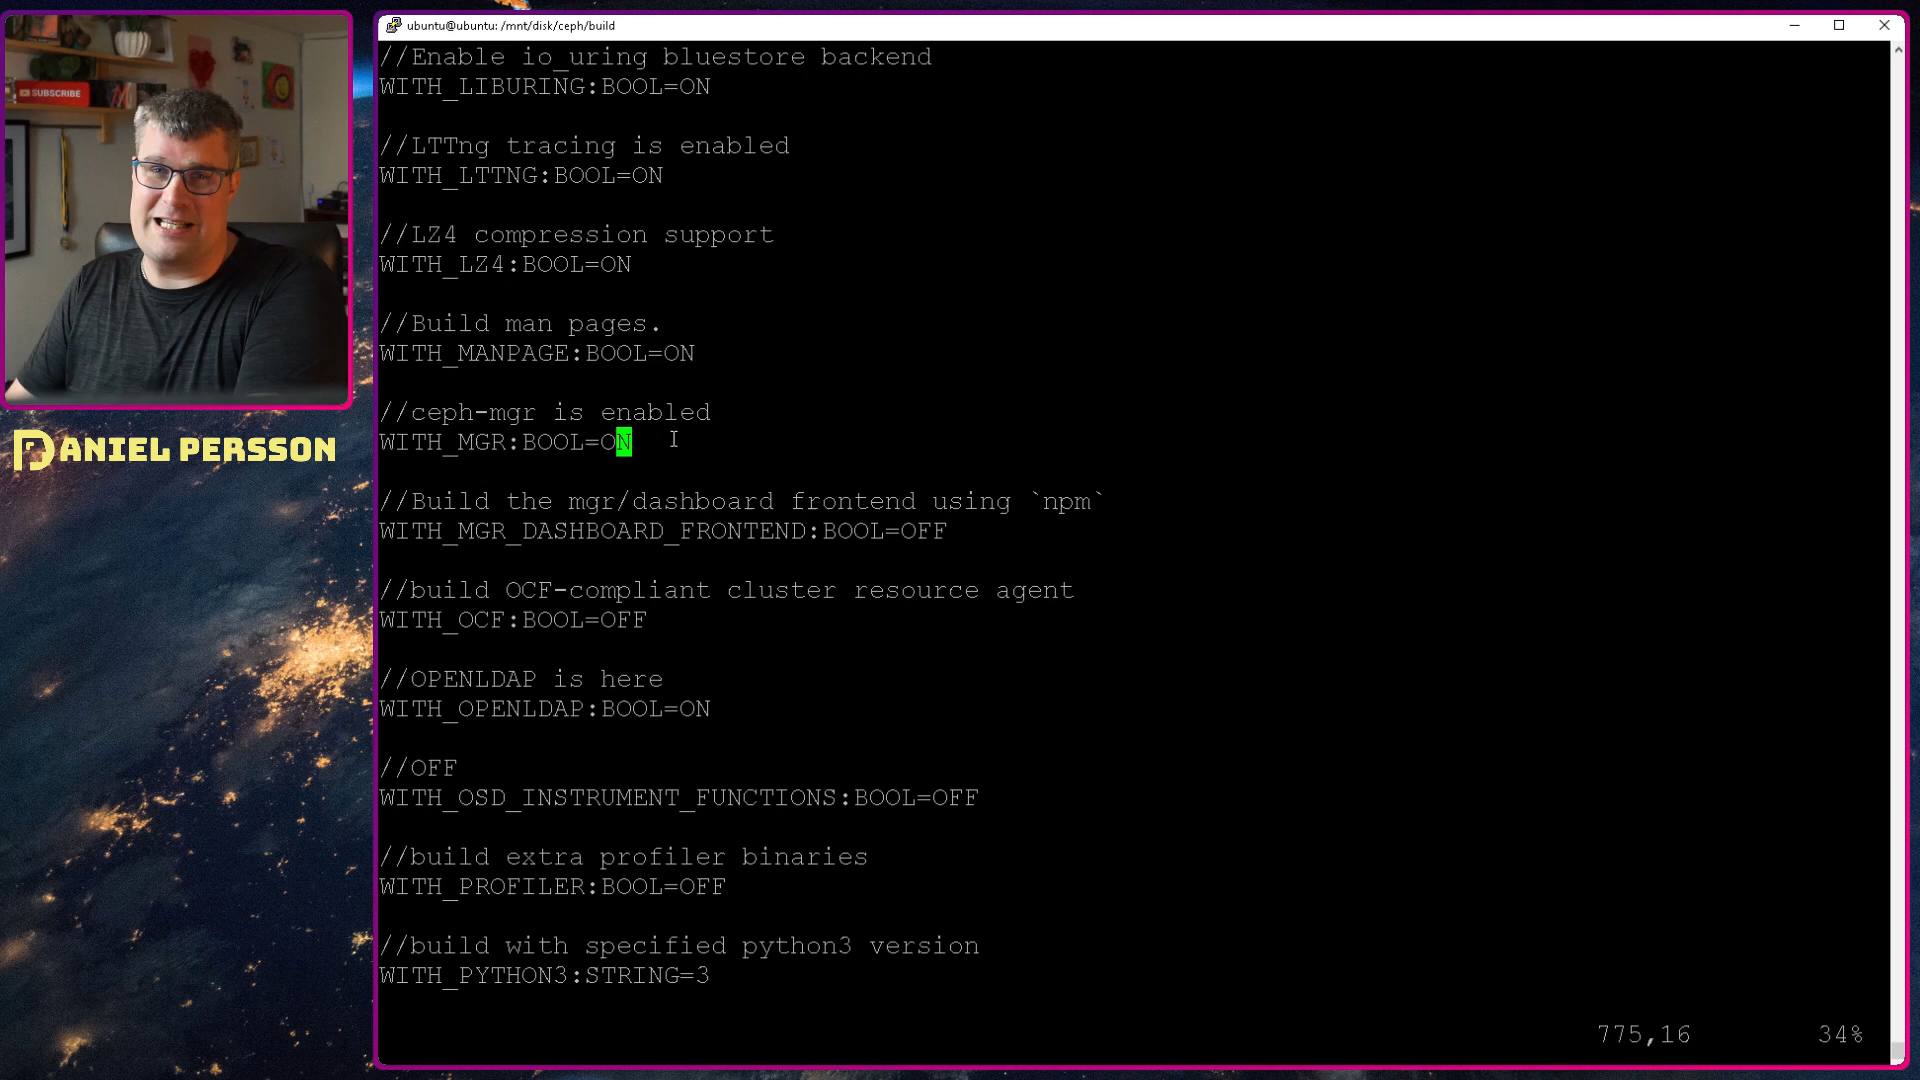 ubuntu@ubuntu: /mnt/disk/ceph/build
SUBSCRIBE
DANIEL PERSSON
//Enable io_uring bluestore backend
WITH_LIBURING:BOOL=ON
//LTTng tracing is enabled
WITH_LTTNG:BOOL=ON
//LZ4 compression support
WITH_LZ4:BOOL=ON
//Build man pages.
WITH_MANPAGE:BOOL=ON
//ceph-mgr is enabled
WITH_MGR:BOOL=ON
//Build the mgr/dashboard frontend using `npm`
WITH_MGR_DASHBOARD_FRONTEND:BOOL=OFF
//build OCF-compliant cluster resource agent
WITH_OCF:BOOL=OFF
//OPENLDAP is here
WITH_OPENLDAP:BOOL=ON
//OFF
WITH_OSD_INSTRUMENT_FUNCTIONS:BOOL=OFF
//build extra profiler binaries
WITH_PROFILER:BOOL=OFF
//build with specified python3 version
WITH_PYTHON3:STRING=3
775,16 34%